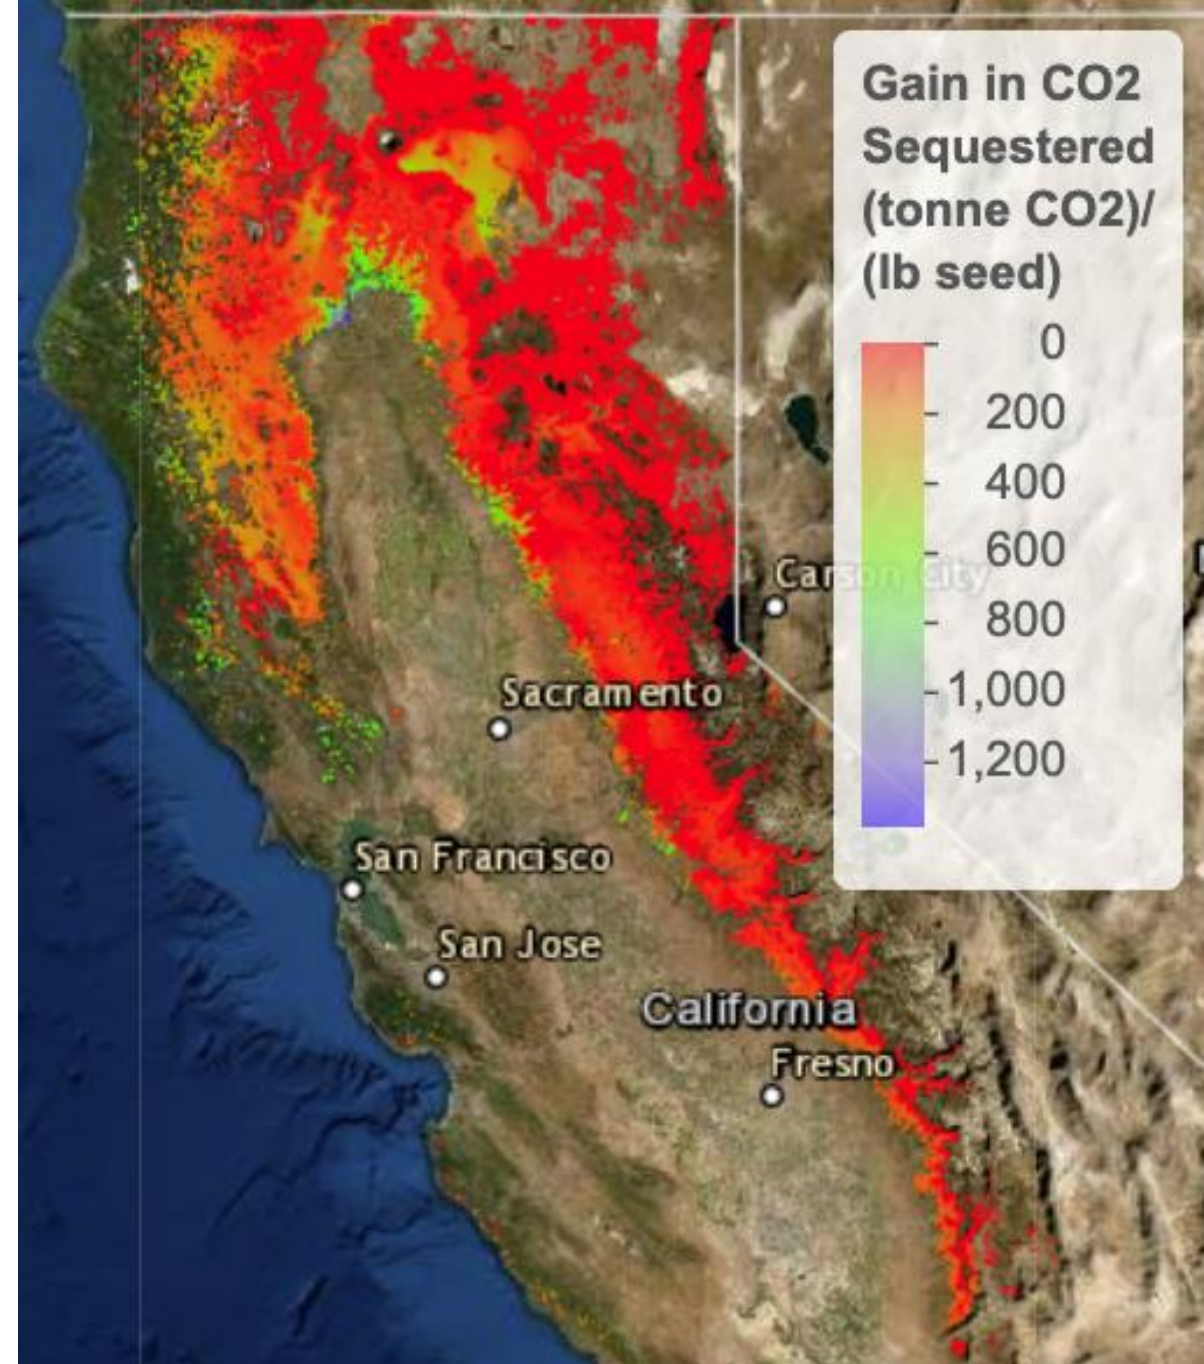 Gain in CO2
Sequestered
(tonne CO2)/
(lb seed)
0
200
400
600
800
1,000
1,200
Carson City
Sacramento
San Francisco
San Jose
California
Fresno